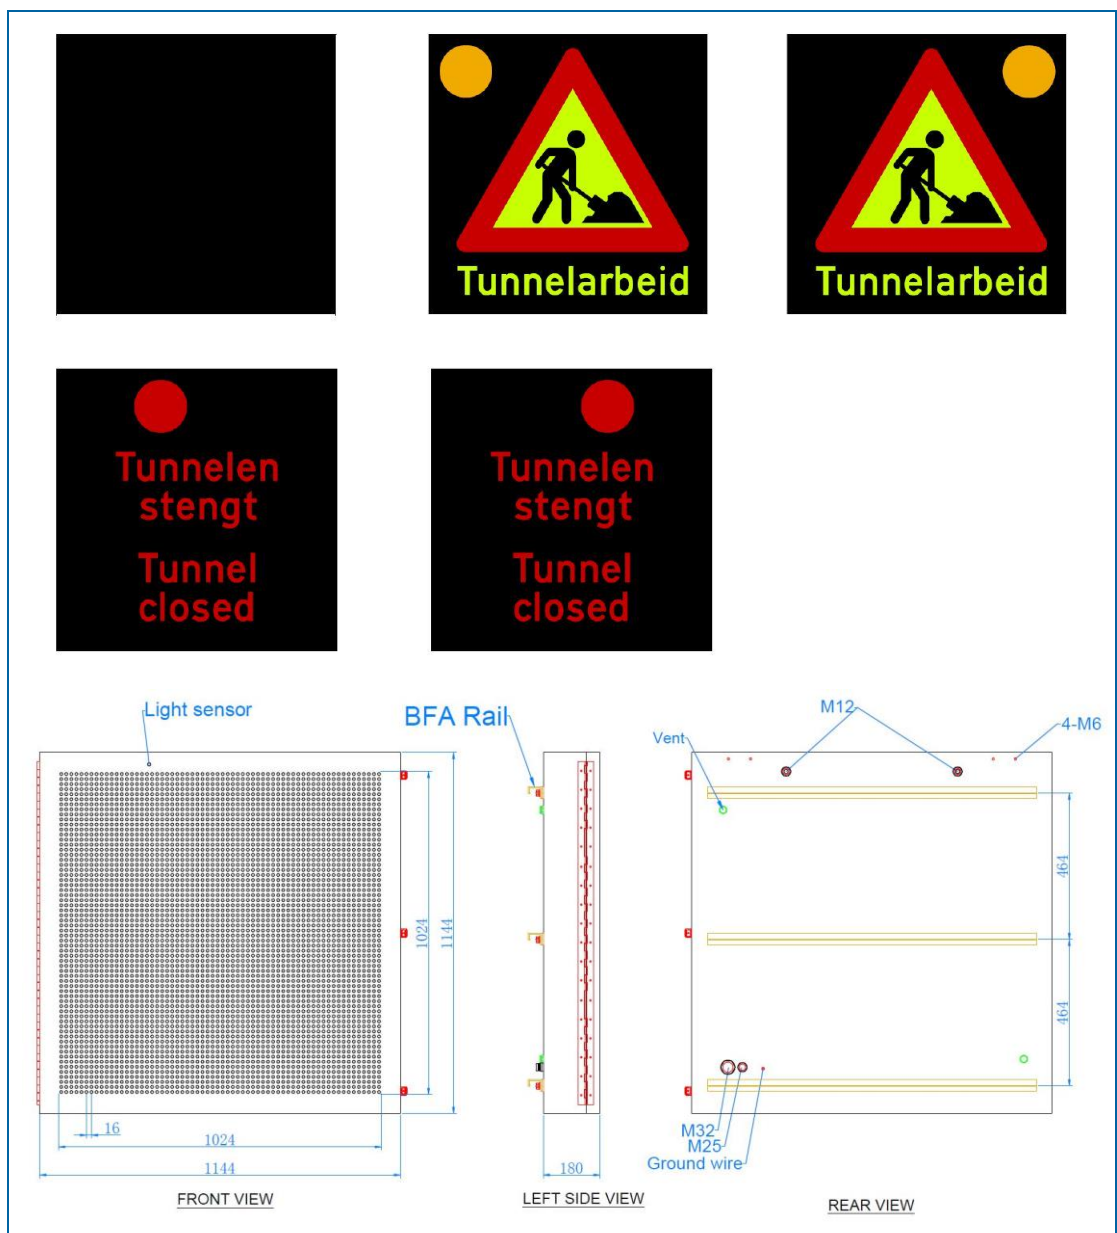 Tunnelarbeid
Tunnelarbeid
Tunnelen
stengt
Tunnel
closed
Tunnelen
stengt
Tunnel
closed
Light sensor
BFA Rail
M12
4-M6
Vent
1024
1144
464
464
16
1024
1144
180
M32
M25
Ground wire
FRONT VIEW
LEFT SIDE VIEW
REAR VIEW